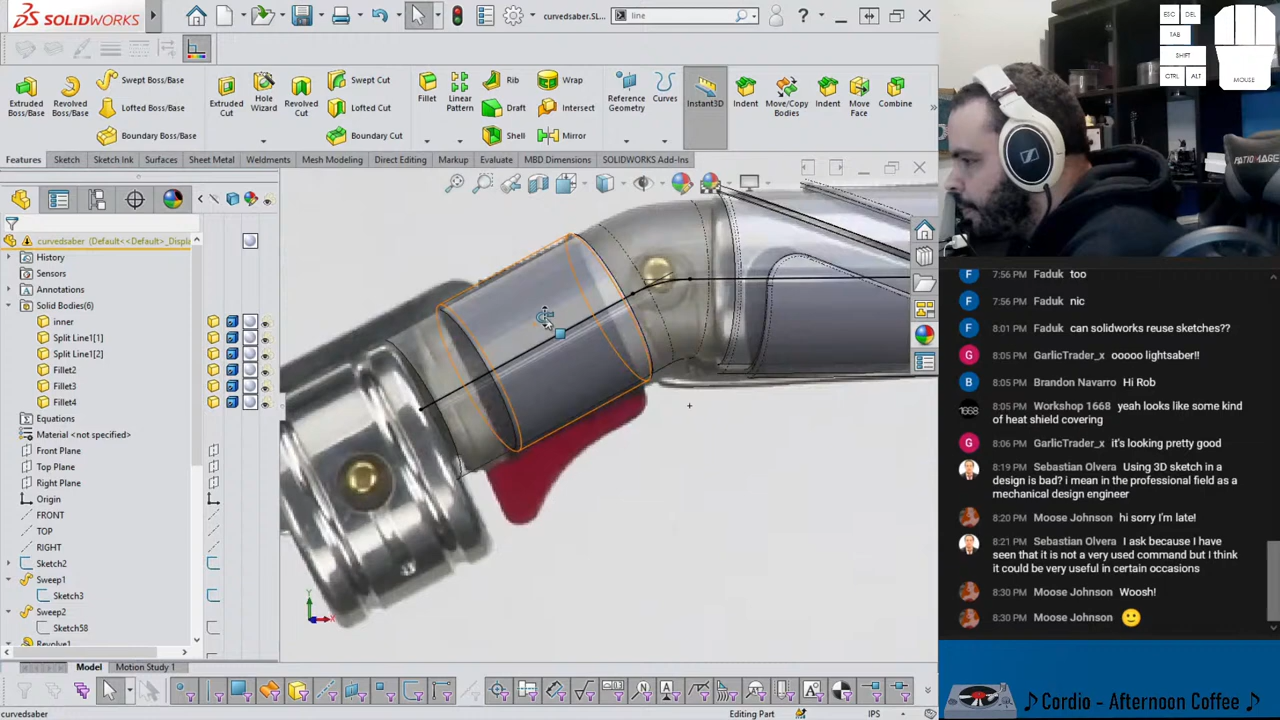 SOLIDWORKS
curvedsaber.SL...
line
Extruded Boss/Base
Revolved Boss/Base
Swept Boss/Base
Lofted Boss/Base
Boundary Boss/Base
Extruded Cut
Hole Wizard
Revolved Cut
Swept Cut
Lofted Cut
Boundary Cut
Fillet
Linear Pattern
Rib
Draft
Shell
Wrap
Intersect
Mirror
Reference Geometry
Curves
Instant3D
Indent
Move/Copy Bodies
Indent
Move Face
Combine
Features
Sketch
Sketch Ink
Surfaces
Sheet Metal
Weldments
Mesh Modeling
Direct Editing
Markup
Evaluate
MBD Dimensions
SOLIDWORKS Add-Ins
curvedsaber (Default<<Default>_Displa
History
Sensors
Annotations
Solid Bodies(6)
inner
Split Line1[1]
Split Line1[2]
Fillet2
Fillet3
Fillet4
Equations
Material <not specified>
Front Plane
Top Plane
Right Plane
Origin
FRONT
TOP
RIGHT
Sketch2
Sweep1
Sketch3
Sweep2
Sketch58
Revolve1
Model
Motion Study 1
curvedsaber
Editing Part
IPS
ESC
DEL
TAB
SHIFT
CTRL
ALT
MOUSE
F 7:56 PM Faduk too
F 7:56 PM Faduk nic
F 8:01 PM Faduk can solidworks reuse sketches??
G 8:05 PM GarlicTrader_x ooooo lightsaber!!
B 8:05 PM Brandon Navarro Hi Rob
1668 8:05 PM Workshop 1668 yeah looks like some kind
of heat shield covering
G 8:06 PM GarlicTrader_x it's looking pretty good
8:19 PM Sebastian Olvera Using 3D sketch in a
design is bad? i mean in the professional field as a
mechanical design engineer
8:20 PM Moose Johnson hi sorry I'm late!
8:21 PM Sebastian Olvera I ask because I have
seen that it is not a very used command but I think
it could be very useful in certain occasions
8:30 PM Moose Johnson Woosh!
8:30 PM Moose Johnson 🙂
♪ Cordio - Afternoon Coffee ♪